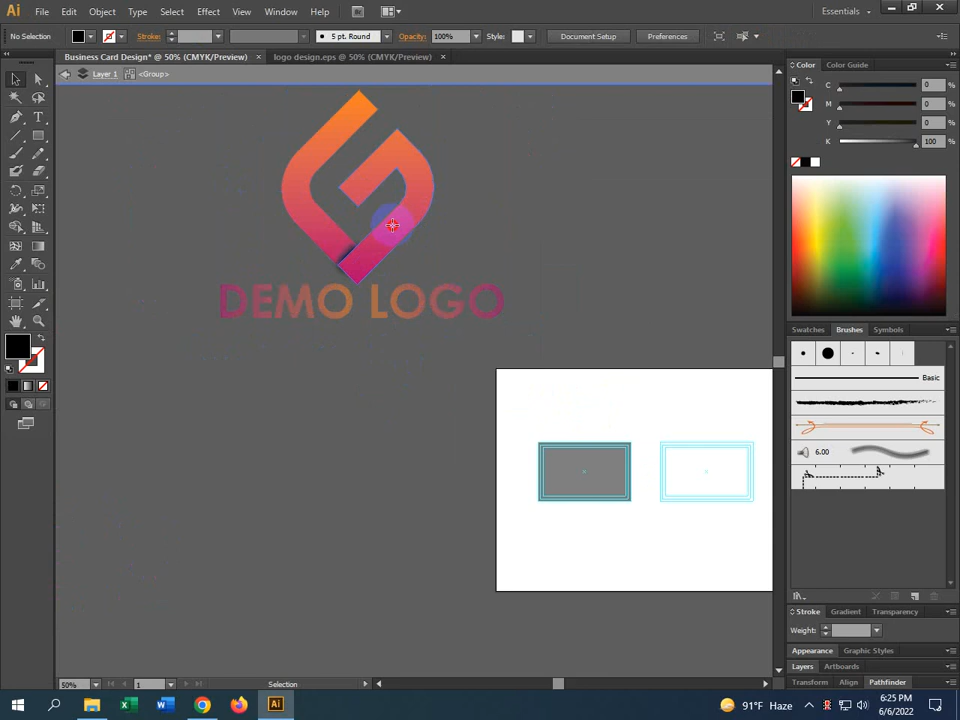 Ai File Edit Object Type Select Effect View Window Help Br Essentials
No Selection Stroke: 5 pt. Round Opacity: 100% Style: Document Setup Preferences
Business Card Design* @ 50% (CMYK/Preview) × logo design.eps @ 50% (CMYK/Preview) ×
Layer 1 <Group>
Color Color Guide
C 0 %
M 0 %
Y 0 %
K 100 %
DEMO LOGO
Swatches Brushes Symbols
Basic
6.00
Stroke Gradient Transparency
Weight:
Appearance Graphic Styles
Layers Artboards
Transform Align Pathfinder
50% 1 Selection
91°F Haze
6:25 PM
6/6/2022